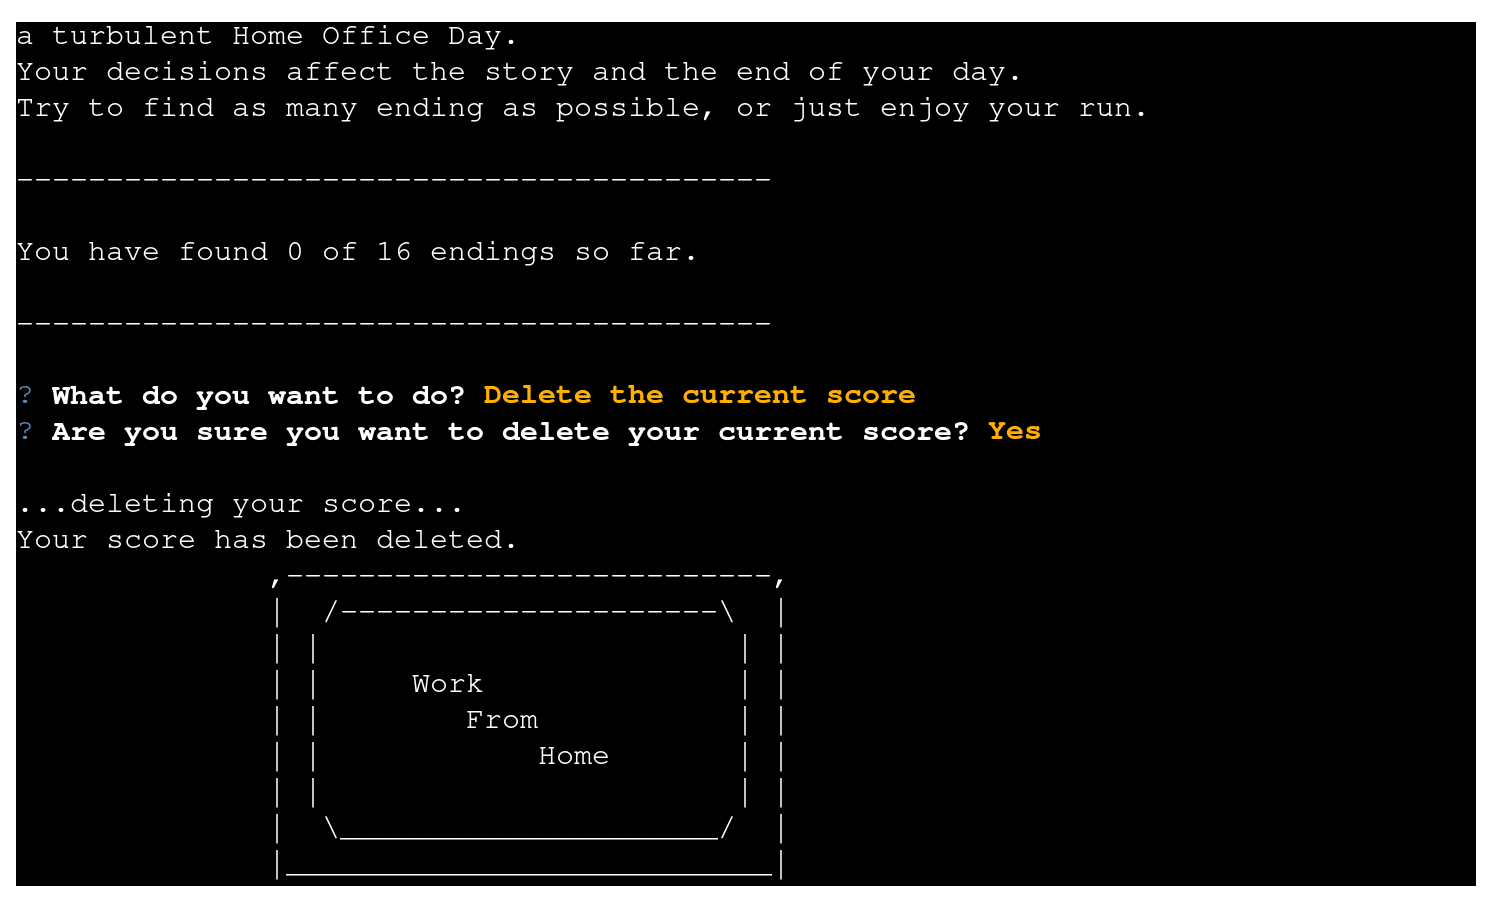 a turbulent Home Office Day.
Your decisions affect the story and the end of your day.
Try to find as many ending as possible, or just enjoy your run.
------------------------------------------
You have found 0 of 16 endings so far.
------------------------------------------
? What do you want to do? Delete the current score
? Are you sure you want to delete your current score? Yes
...deleting your score...
Your score has been deleted.
Work
From
Home